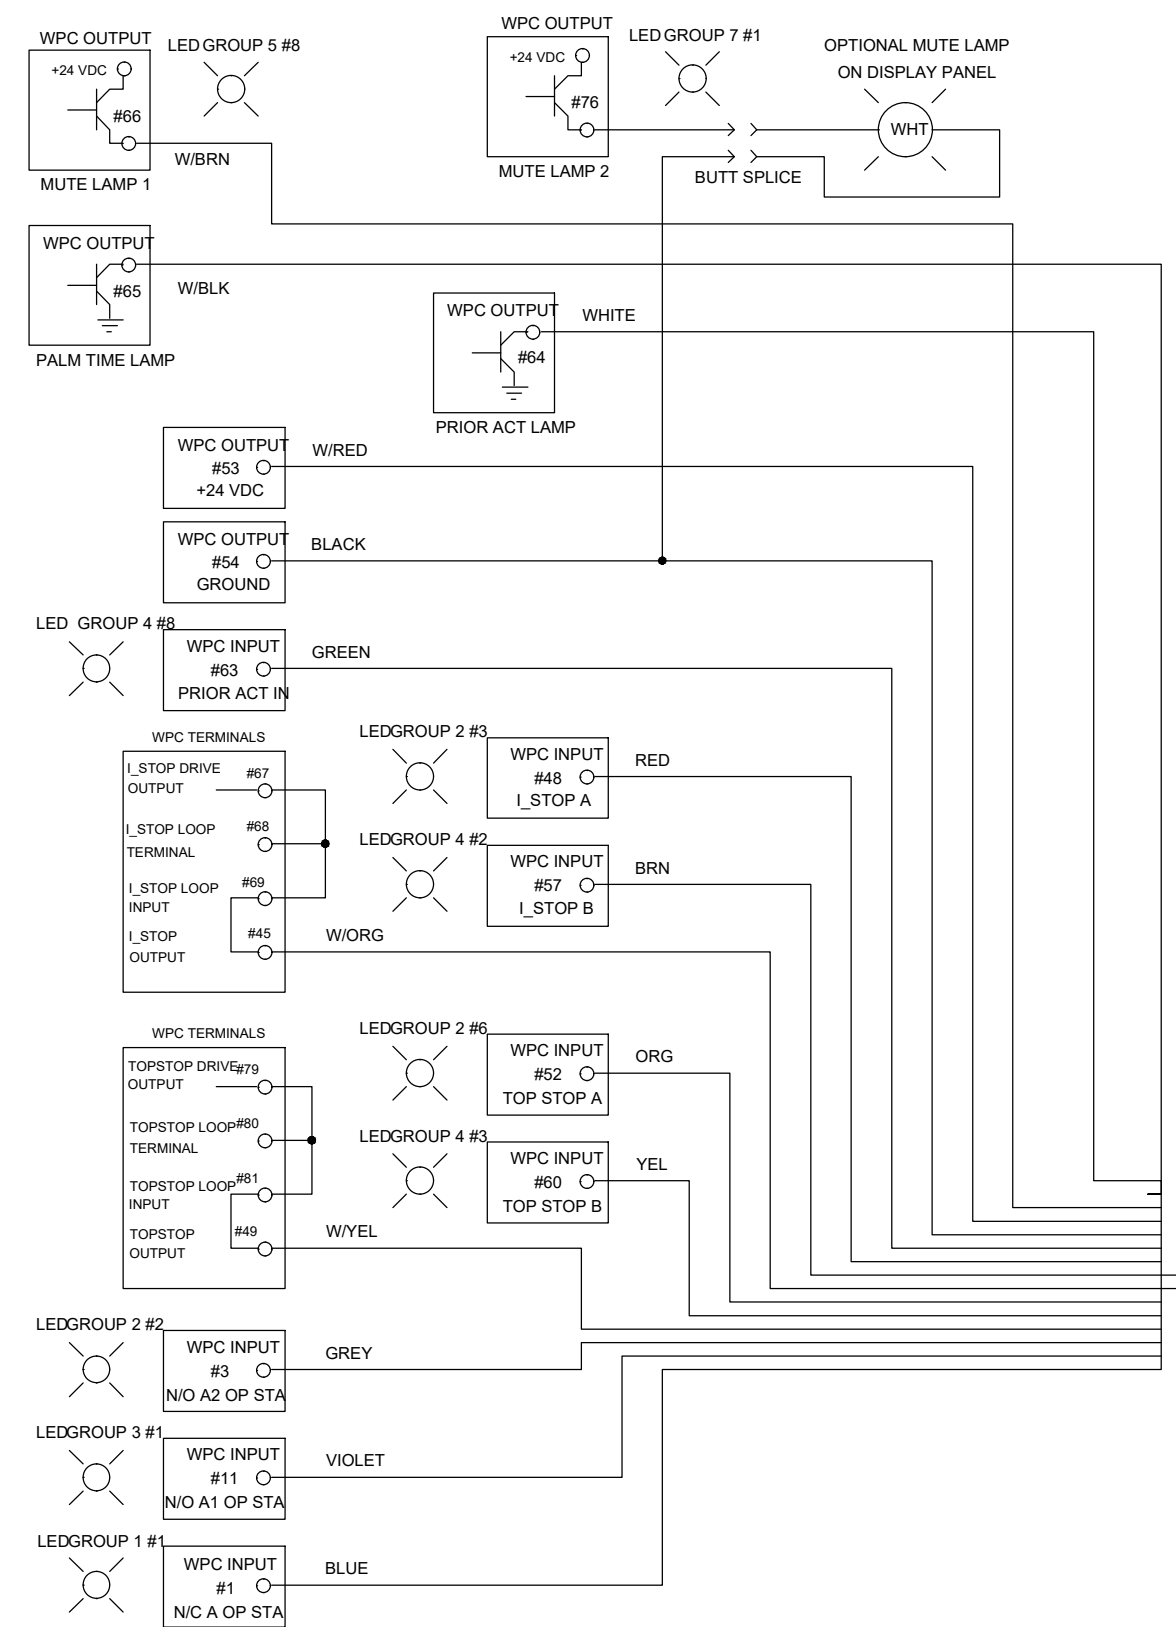 WPC OUTPUT
+24 VDC
#66
MUTE LAMP 1
LED GROUP 5 #8
W/BRN
WPC OUTPUT
+24 VDC
#76
MUTE LAMP 2
LED GROUP 7 #1
OPTIONAL MUTE LAMP
ON DISPLAY PANEL
WHT
BUTT SPLICE
WPC OUTPUT
#65
PALM TIME LAMP
W/BLK
WPC OUTPUT
#64
PRIOR ACT LAMP
WHITE
WPC OUTPUT
#53
+24 VDC
W/RED
WPC OUTPUT
#54
GROUND
BLACK
LED GROUP 4 #8
WPC INPUT
#63
PRIOR ACT IN
GREEN
WPC TERMINALS
I_STOP DRIVE
OUTPUT
#67
I_STOP LOOP
TERMINAL
#68
I_STOP LOOP
INPUT
#69
I_STOP
OUTPUT
#45
W/ORG
LEDGROUP 2 #3
WPC INPUT
#48
I_STOP A
RED
LEDGROUP 4 #2
WPC INPUT
#57
I_STOP B
BRN
WPC TERMINALS
TOPSTOP DRIVE
OUTPUT
#79
TOPSTOP LOOP
TERMINAL
#80
TOPSTOP LOOP
INPUT
#81
TOPSTOP
OUTPUT
#49
W/YEL
LEDGROUP 2 #6
WPC INPUT
#52
TOP STOP A
ORG
LEDGROUP 4 #3
WPC INPUT
#60
TOP STOP B
YEL
LEDGROUP 2 #2
WPC INPUT
#3
N/O A2 OP STA
GREY
LEDGROUP 3 #1
WPC INPUT
#11
N/O A1 OP STA
VIOLET
LEDGROUP 1 #1
WPC INPUT
#1
N/C A OP STA
BLUE